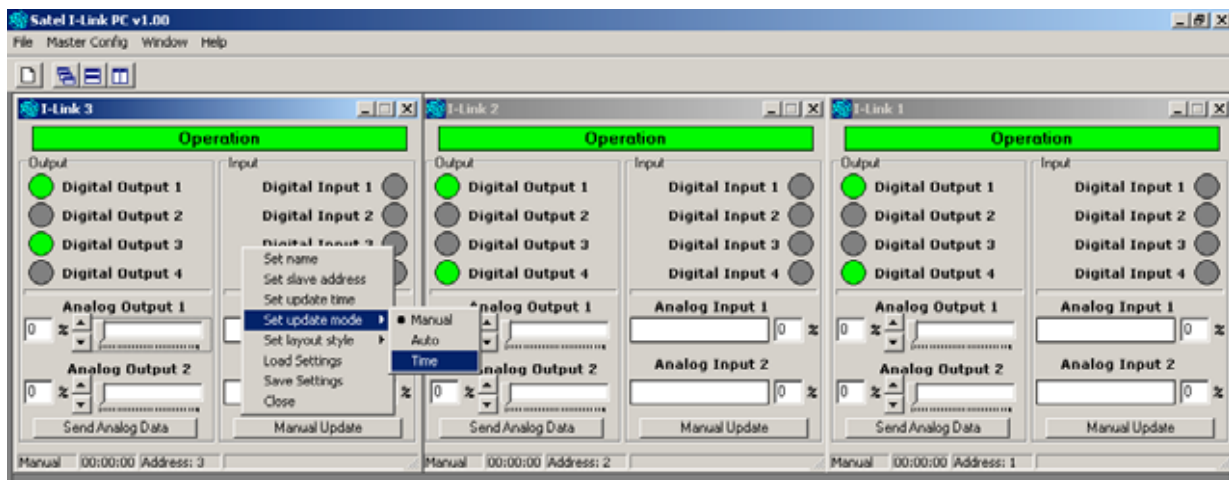 Satel I-Link PC v1.00
File Master Config Window Help
I-Link 3
Operation
Output
Digital Output 1
Digital Output 2
Digital Output 3
Digital Output 4
Analog Output 1
0 %
Analog Output 2
0 %
Send Analog Data
Input
Digital Input 1
Digital Input 2
Digital Input 3
%
Manual Update
Set name
Set slave address
Set update time
Set update mode
Set layout style
Load Settings
Save Settings
Close
Manual
Auto
Time
Manual 00:00:00 Address: 3
I-Link 2
Operation
Output
Digital Output 1
Digital Output 2
Digital Output 3
Digital Output 4
Analog Output 1
Analog Output 2
0 %
Send Analog Data
Input
Digital Input 1
Digital Input 2
Digital Input 3
Digital Input 4
Analog Input 1
0 %
Analog Input 2
0 %
Manual Update
Manual 00:00:00 Address: 2
I-Link 1
Operation
Output
Digital Output 1
Digital Output 2
Digital Output 3
Digital Output 4
Analog Output 1
0 %
Analog Output 2
0 %
Send Analog Data
Input
Digital Input 1
Digital Input 2
Digital Input 3
Digital Input 4
Analog Input 1
0 %
Analog Input 2
0 %
Manual Update
Manual 00:00:00 Address: 1